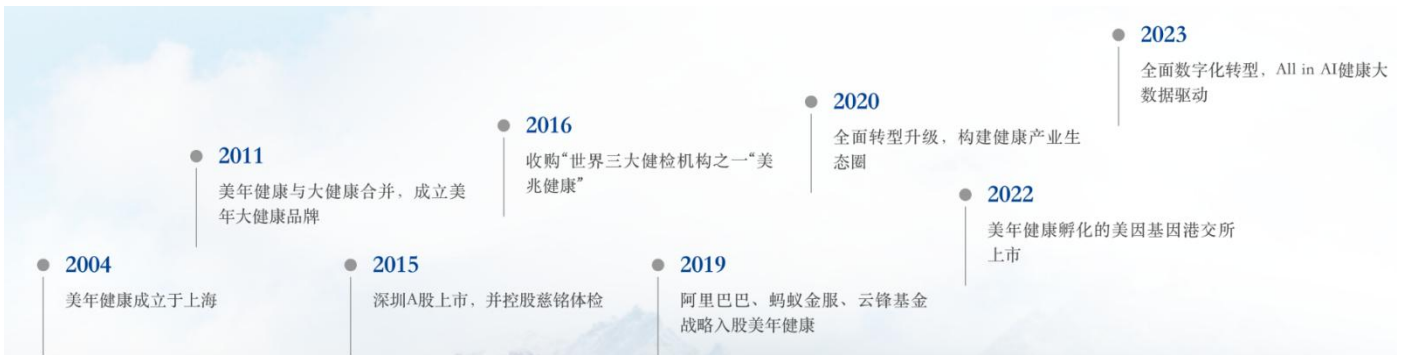 2004
美年健康成立于上海
2011
美年健康与大健康合并，成立美
年大健康品牌
2015
深圳A股上市，并控股慈铭体检
2016
收购“世界三大健检机构之一“美
兆健康”
2019
阿里巴巴、蚂蚁金服、云锋基金
战略入股美年健康
2020
全面转型升级，构建健康产业生
态圈
2022
美年健康孵化的美因基因港交所
上市
2023
全面数字化转型，All in AI健康大
数据驱动